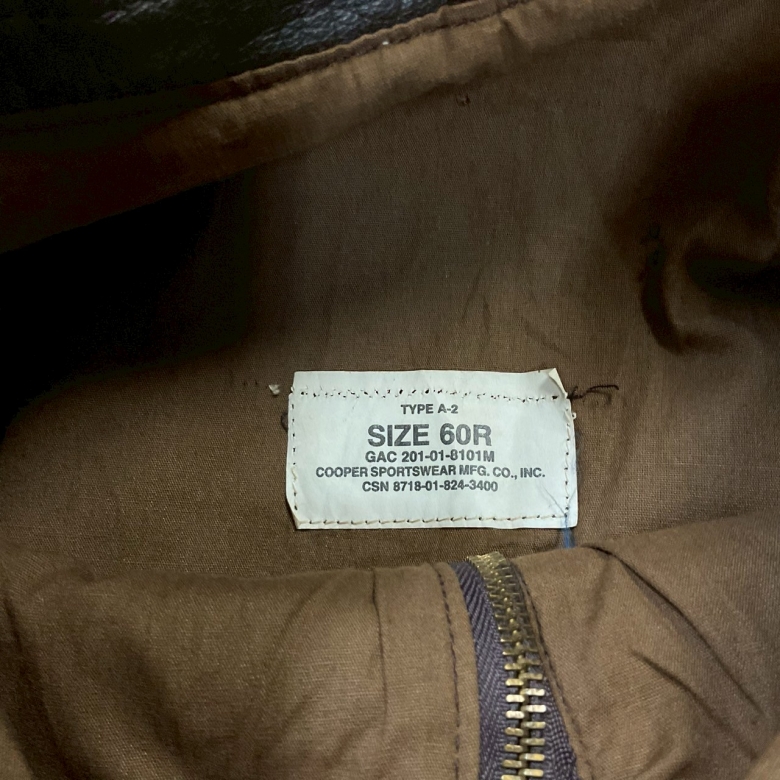 TYPE A-2
SIZE 60R
GAC 201-01-8101M
COOPER SPORTSWEAR MFG. CO., INC.
CSN 8718-01-824-3400